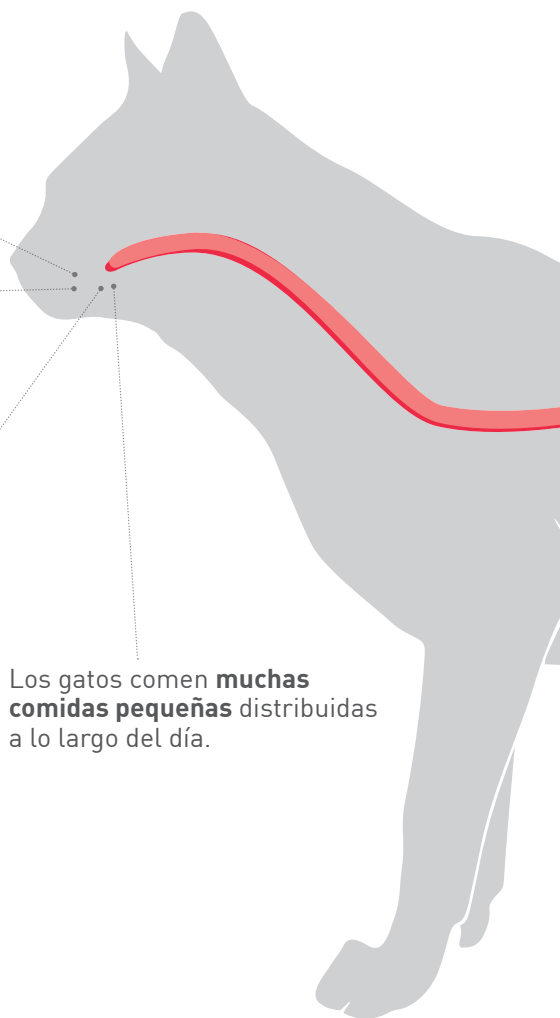 Los gatos comen muchas
comidas pequeñas distribuidas
a lo largo del día.